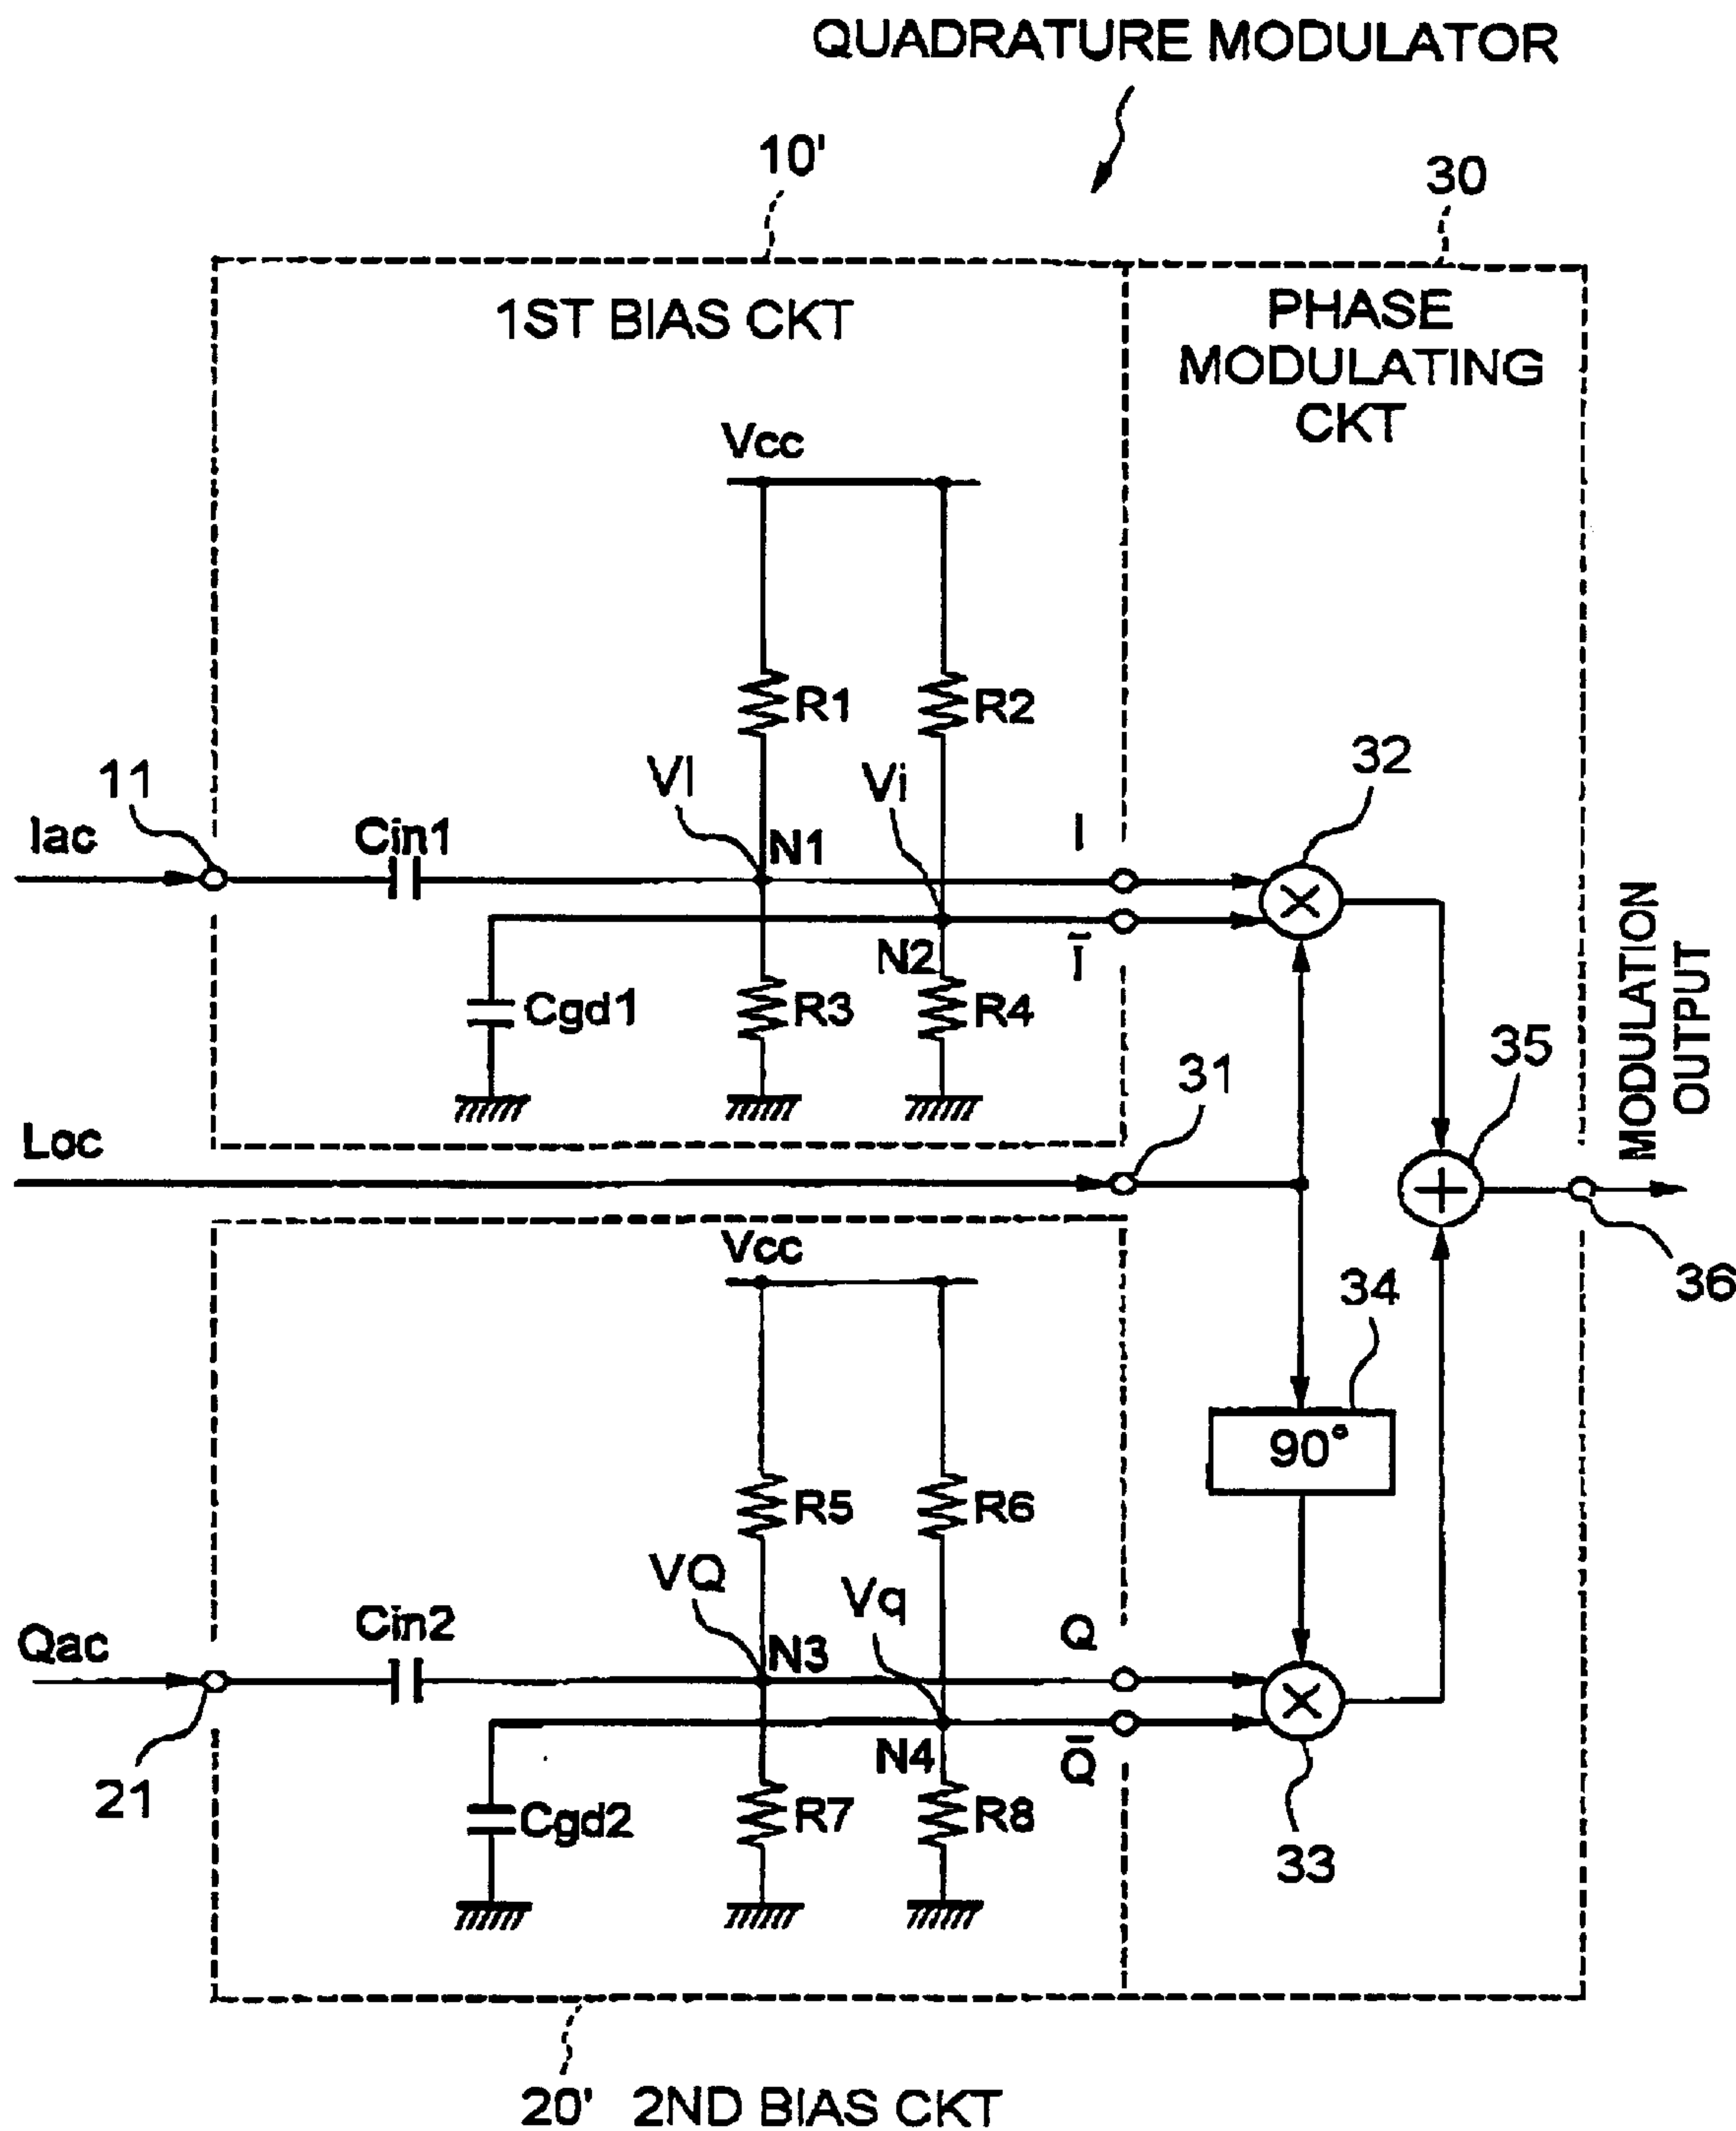 QUADRATURE MODULATOR
10'
30
1ST BIAS CKT
PHASE
MODULATING
CKT
Vcc
R1
R2
11
VI
Vi
32
Iac
Cin1
N1
I
N2
Ī
Cgd1
R3
R4
MODULATION
OUTPUT
35
31
Loc
36
Vcc
34
90°
R5
R6
VQ
Vq
Cin2
Q
Qac
N3
N4
Q̄
21
Cgd2
R7
R8
33
20' 2ND BIAS CKT